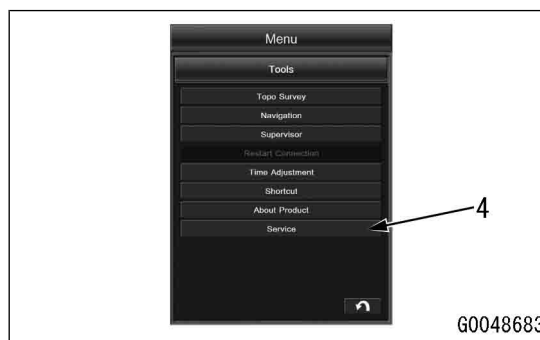 Menu
Tools
Topo Survey
Navigation
Supervisor
Restart Connection
Time Adjustment
Shortcut
About Product
Service
4
G0048683